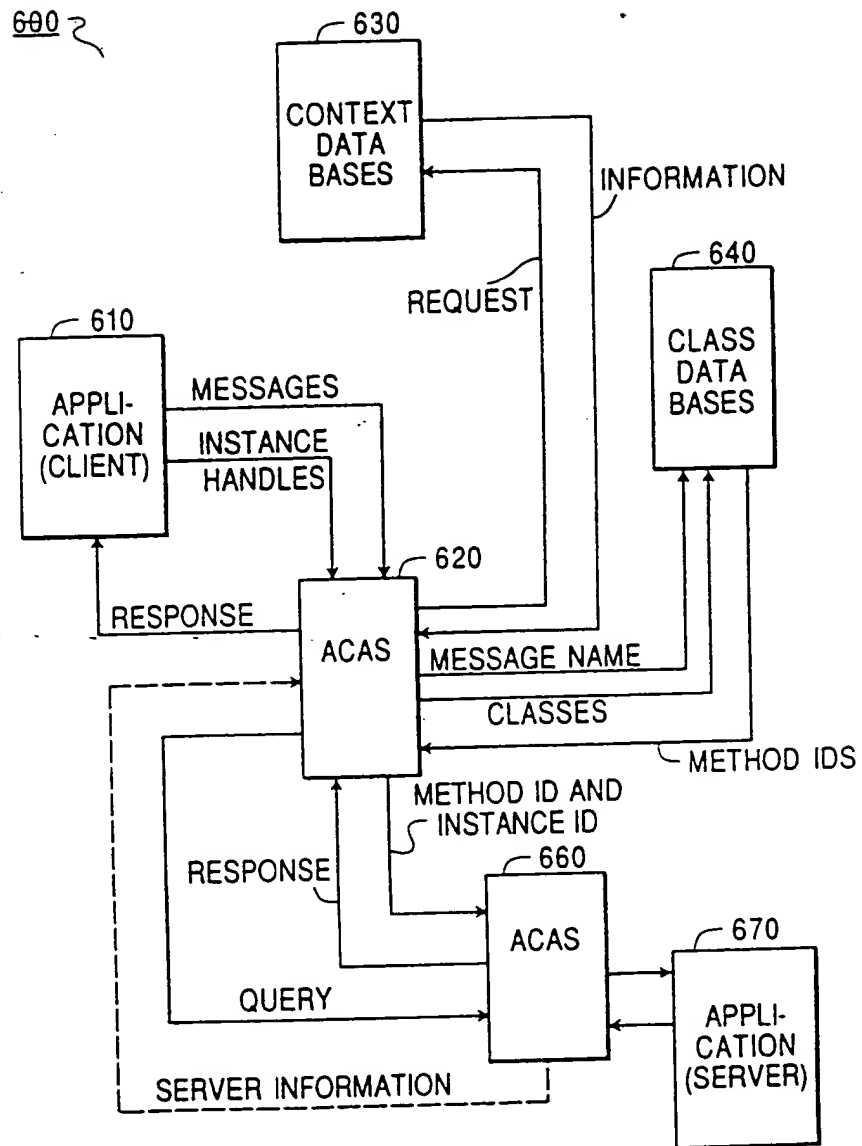 600
630
CONTEXT
DATA
BASES
INFORMATION
REQUEST
640
CLASS
DATA
BASES
610
APPLI-
CATION
(CLIENT)
MESSAGES
INSTANCE
HANDLES
620
ACAS
RESPONSE
MESSAGE NAME
CLASSES
METHOD IDS
METHOD ID AND
INSTANCE ID
RESPONSE
660
ACAS
670
APPLI-
CATION
(SERVER)
QUERY
SERVER INFORMATION